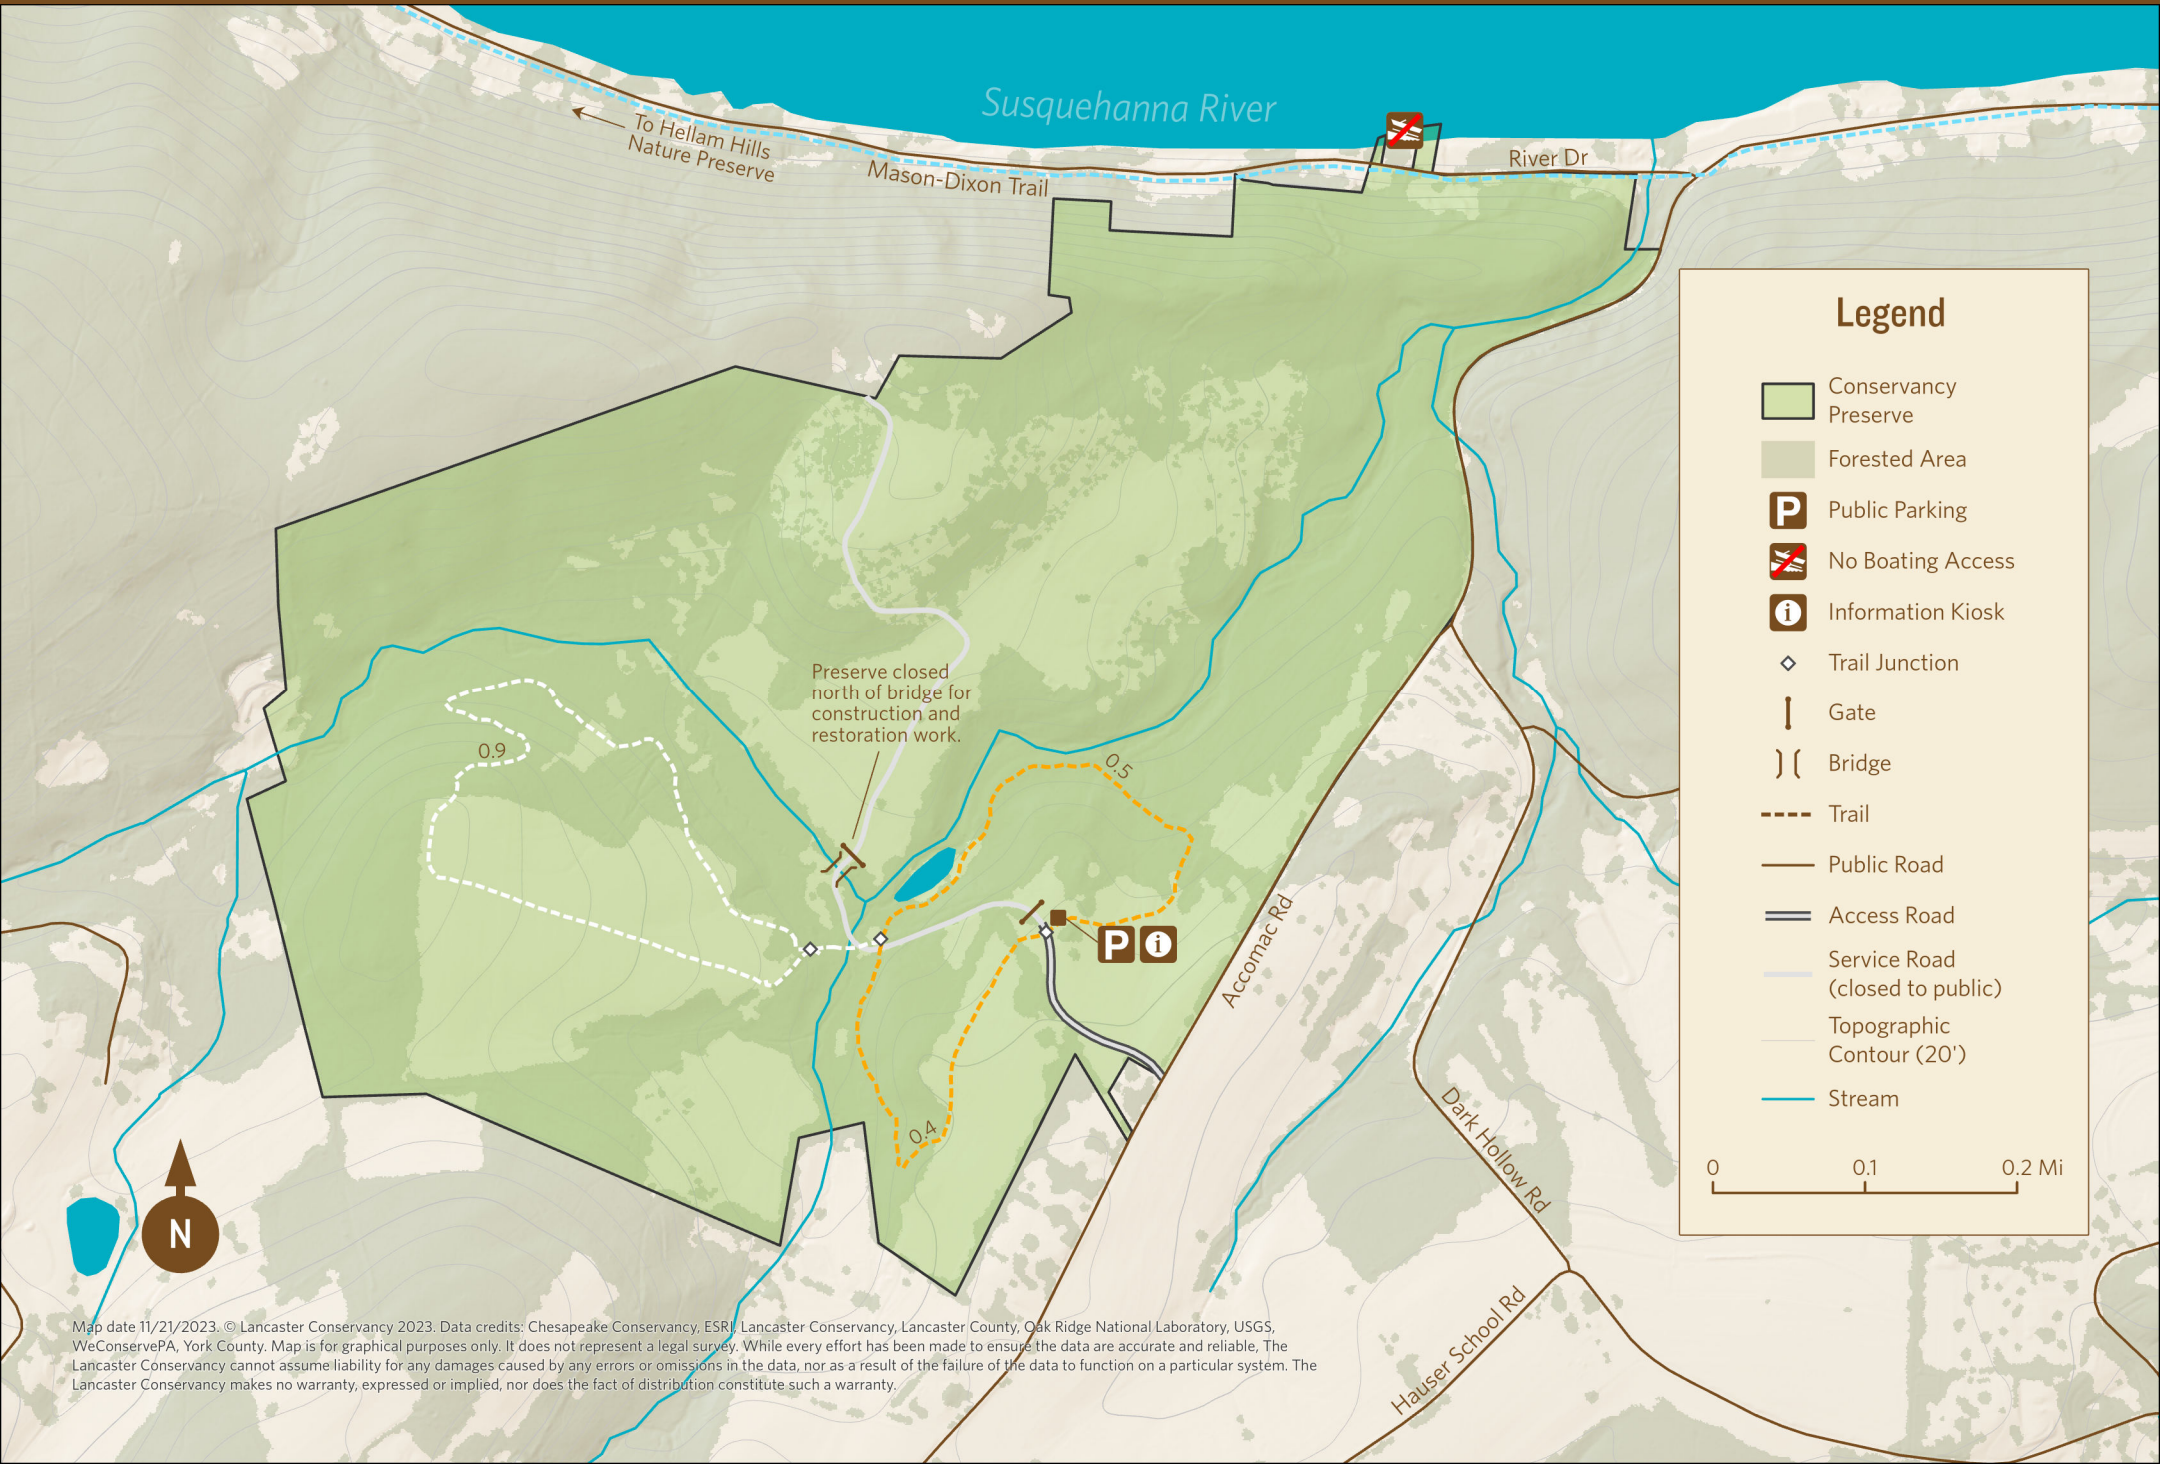 Susquehanna River
To Hellam Hills
Nature Preserve
Mason-Dixon Trail
River Dr
Legend
Conservancy
Preserve
Forested Area
P
Public Parking
No Boating Access
i
Information Kiosk
Trail Junction
Gate
Bridge
Trail
Public Road
Access Road
Service Road
(closed to public)
Topographic
Contour (20')
Stream
0 0.1 0.2 Mi
Preserve closed
north of bridge for
construction and
restoration work.
0.9
0.5
P i
Accomac Rd
0.4
Dark Hollow Rd
Hauser School Rd
N
Map date 11/21/2023. © Lancaster Conservancy 2023. Data credits: Chesapeake Conservancy, ESRI, Lancaster Conservancy, Lancaster County, Oak Ridge National Laboratory, USGS,
WeConservePA, York County. Map is for graphical purposes only. It does not represent a legal survey. While every effort has been made to ensure the data are accurate and reliable, The
Lancaster Conservancy cannot assume liability for any damages caused by any errors or omissions in the data, nor as a result of the failure of the data to function on a particular system. The
Lancaster Conservancy makes no warranty, expressed or implied, nor does the fact of distribution constitute such a warranty.